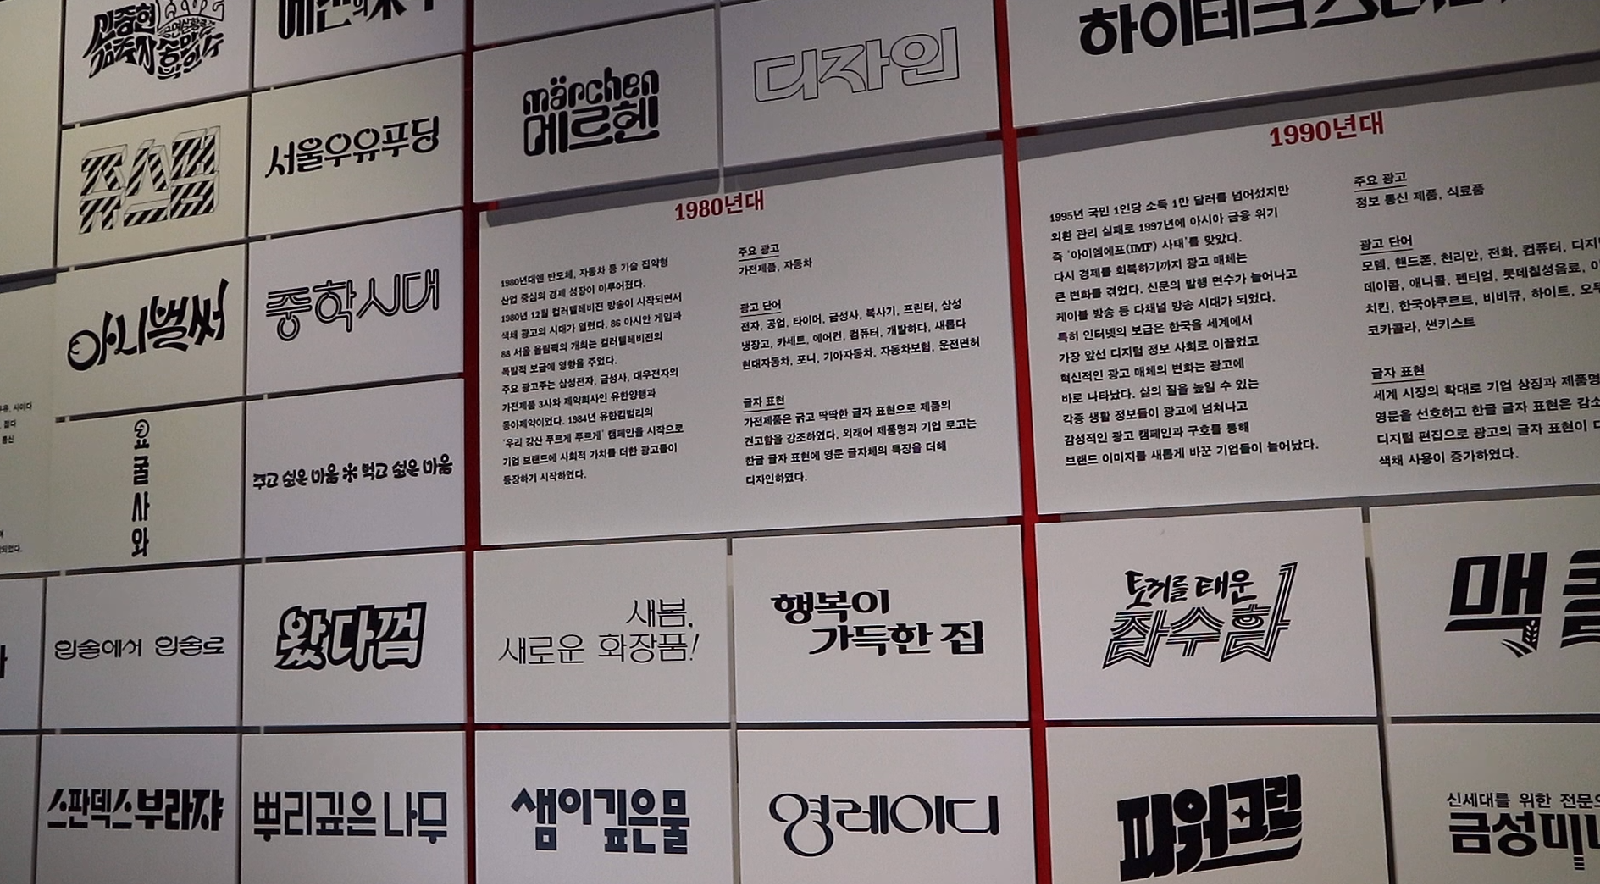 märchen
메르헨
디자인
쥬스컵
서울우유푸딩
아니벌써
중학시대
요굴사와
주고 싶은 마음 먹고 싶은 마음
1980년대
1980년대엔 반도체, 자동차 등 기술 집약형
산업 중심의 경제 성장이 이루어졌다.
1980년 12월 컬러텔레비전 방송이 시작되면서
색채 광고의 시대가 열렸다. 86 아시안 게임과
88 서울 올림픽의 개최는 컬러텔레비전의
폭발적 보급에 영향을 주었다.
주요 광고주는 삼성전자, 금성사, 대우전자의
가전제품 3사와 제약회사인 유한양행과
동아제약이었다. 1984년 유한킴벌리의
'우리 강산 푸르게 푸르게' 캠페인을 시작으로
기업 브랜드에 사회적 가치를 더한 광고들이
등장하기 시작하였다.
주요 광고
가전제품, 자동차
광고 단어
전자, 공업, 타이어, 금성사, 복사기, 프린터, 삼성
냉장고, 카세트, 에어컨, 컴퓨터, 개발하다, 새롭다
현대자동차, 포니, 기아자동차, 자동차보험, 운전면허
글자 표현
가전제품은 굵고 딱딱한 글자 표현으로 제품의
견고함을 강조하였다. 외래어 제품명과 기업 로고는
한글 글자 표현에 영문 글자체의 특징을 더해
디자인하였다.
1990년대
1995년 국민 1인당 소득 1만 달러를 넘어섰지만
외환 관리 실패로 1997년에 아시아 금융 위기
즉 '아이엠에프(IMF) 사태'를 맞았다.
다시 경제를 회복하기까지 광고 매체는
큰 변화를 겪었다. 신문의 발행 면수가 늘어나고
케이블 방송 등 다채널 방송 시대가 되었다.
특히 인터넷의 보급은 한국을 세계에서
가장 앞선 디지털 정보 사회로 이끌었고
혁신적인 광고 매체의 변화는 광고에
바로 나타났다. 삶의 질을 높일 수 있는
각종 생활 정보들이 광고에 넘쳐나고
감성적인 광고 캠페인과 구호를 통해
브랜드 이미지를 새롭게 바꾼 기업들이 늘어났다.
주요 광고
정보 통신 제품, 식료품
광고 단어
모뎀, 핸드폰, 천리안, 전화, 컴퓨터,
데이콤, 애니콜, 펜티엄, 롯데칠성음료,
치킨, 한국야쿠르트, 비비큐, 하이트,
코카콜라, 썬키스트
글자 표현
세계 시장의 확대로 기업 상징과 제품명
영문을 선호하고 한글 글자 표현은
디지털 편집으로 광고의 글자 표현이
색채 사용이 증가하였다.
입술에서 입술로
왔다껌
새봄,
새로운 화장품!
행복이
가득한 집
토끼를 태운
잠수함
맥
스판덱스브라쟈
뿌리깊은 나무
샘이깊은물
영레이디
파워크린
신세대를 위한
금성미니